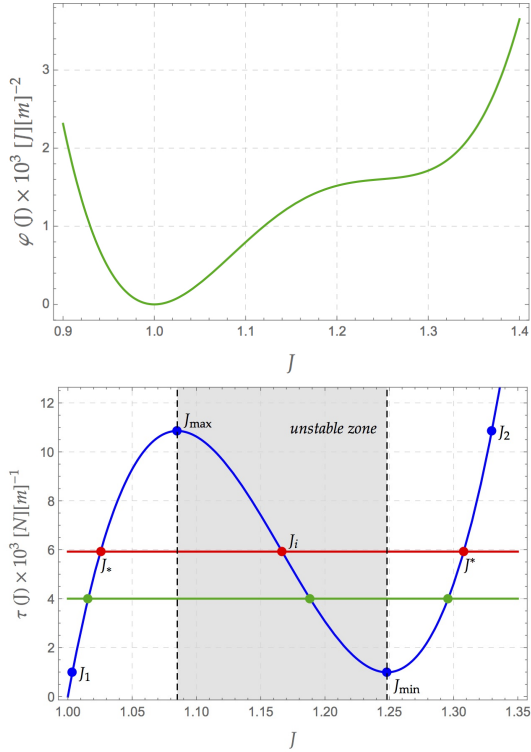 φ (J) × 10³ [J][m]⁻²
3
2
1
0
0.9 1.0 1.1 1.2 1.3 1.4
J
τ (J) × 10³ [N][m]⁻¹
12
10
8
6
4
2
0
J_max
unstable zone
J₂
J_*
J_i
J^*
J₁
J_min
1.00 1.05 1.10 1.15 1.20 1.25 1.30 1.35
J